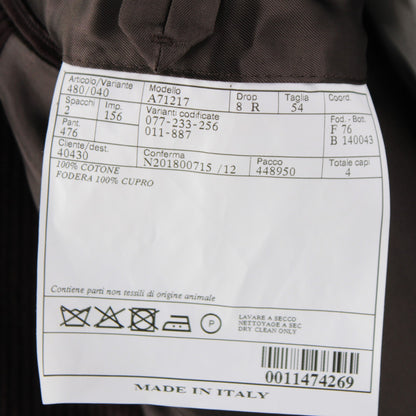 Articolo/Variante Modello Drop Taglia Coord.
480/040 A71217 8 R 54
Spacchi Imp. Varianti codificate Fod.- Bot.
2 156 077-233-256 F 76
Pant. 011-887 B 140043
476
Cliente/dest. Conferma Pacco Totale capi
40430 N201800715 /12 448950 4
100% COTONE
FODERA 100% CUPRO
Contiene parti non tessili di origine animale
P
LAVARE A SECCO
NETTOYAGE A SEC
DRY CLEAN ONLY
0011474269
MADE IN ITALY